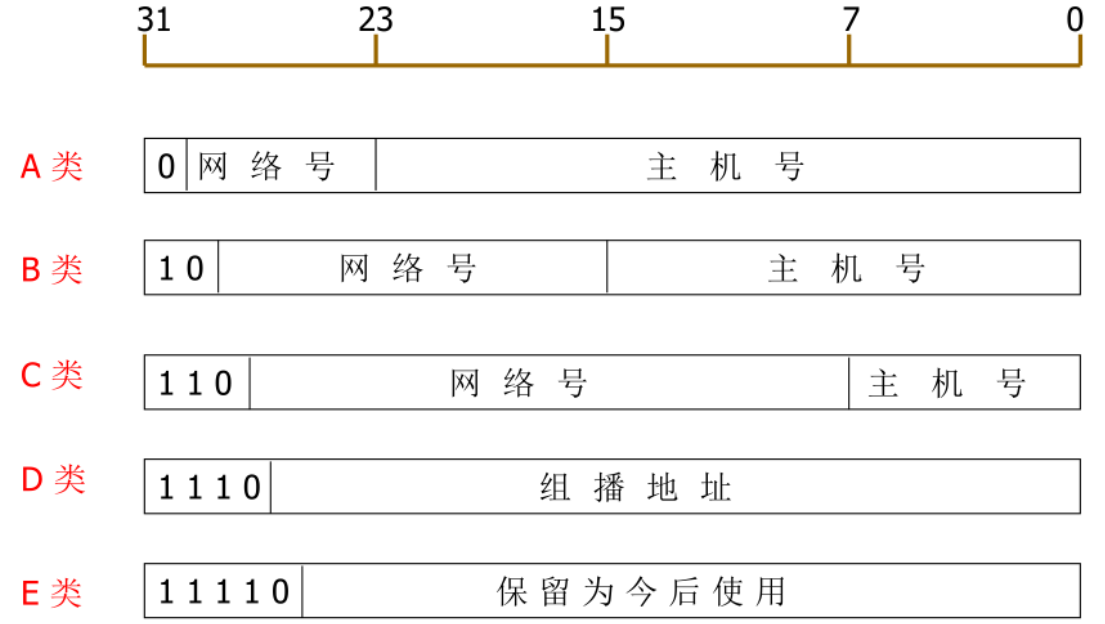 31 23 15 7 0
A 类 0 网络号 主机号
B 类 10 网络号 主机号
C 类 110 网络号 主机号
D 类 1110 组播地址
E 类 11110 保留为今后使用